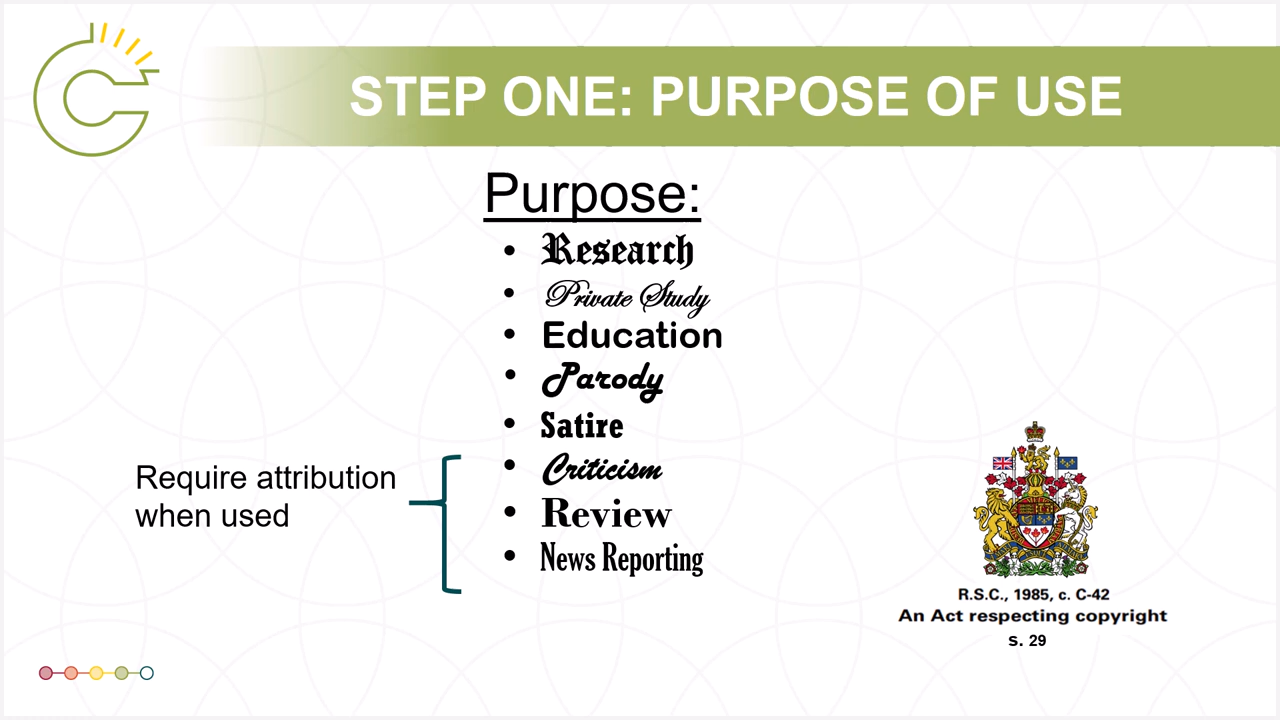 STEP ONE: PURPOSE OF USE
Purpose:
• Research
• Private Study
• Education
• Parody
• Satire
• Criticism
• Review
• News Reporting
Require attribution
when used
R.S.C., 1985, c. C-42
An Act respecting copyright
s. 29